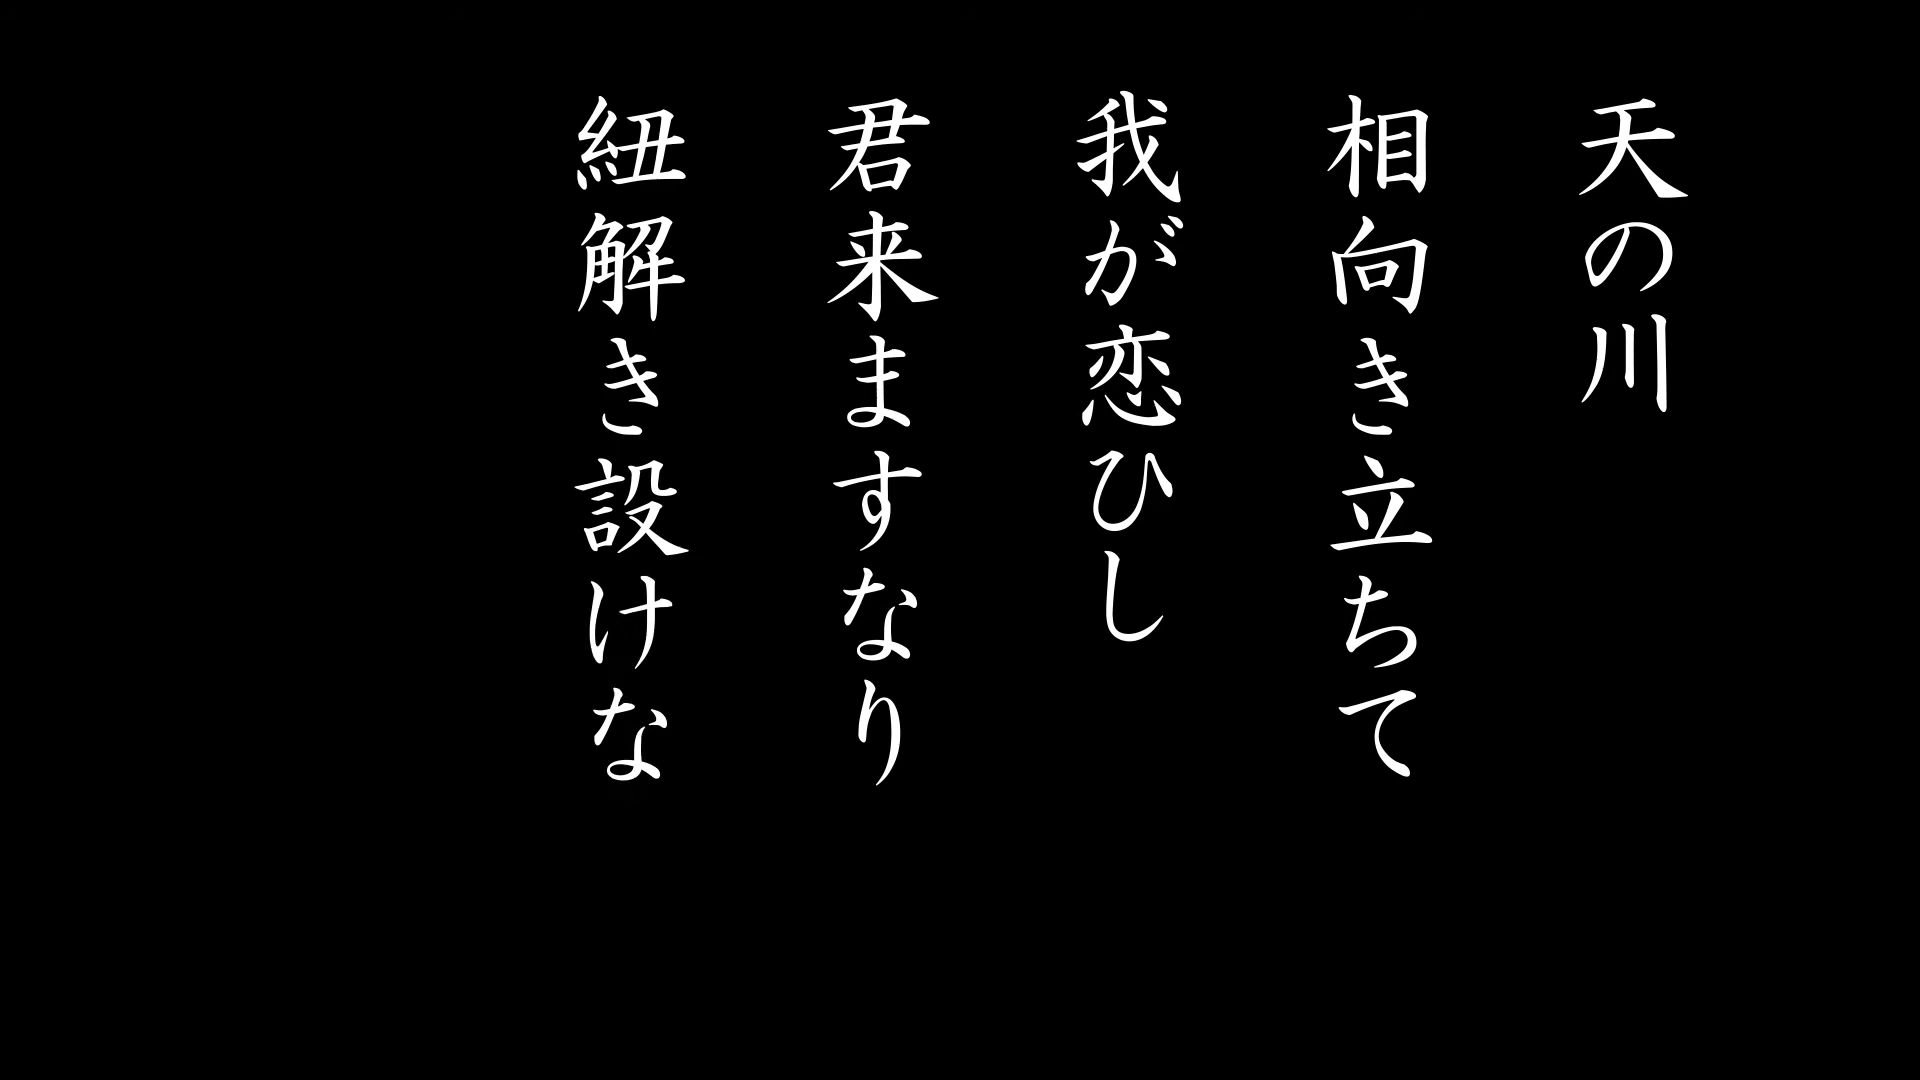 天の川
相向き立ちて
我が恋ひし
君来ますなり
紐解き設けな